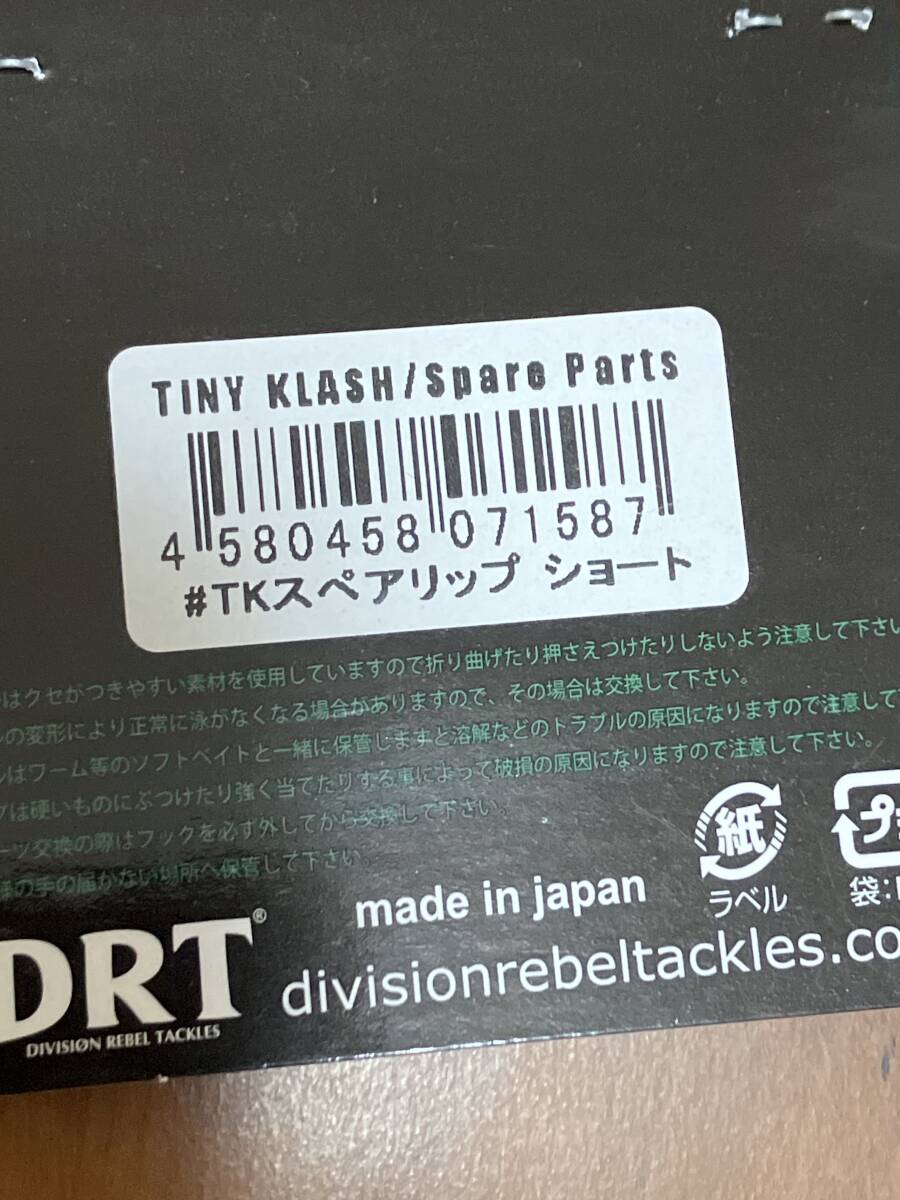 TINY KLASH/Spare Parts
4 580458 071587
#TKスペアリップ ショート
はクセがつきやすい素材を使用していますので折り曲げたり押さえつけたりしないよう注意して下さい
の変形により正常に泳がなくなる場合がありますので、その場合は交換して下さい。
はワーム等のソフトベイトと一緒に保管しますと溶解などのトラブルの原因になりますので注意して下
は硬いものにぶつけたり強く当てたりする事によって破損の原因になりますので注意して下さい。
ーツ交換の際はフックを必ず外してから交換して下さい。
様の手の届かない場所へ保管して下さい。
紙
ラベル
プ
袋:
made in japan
DRT®
DIVISIØN REBEL TACKLES
divisionrebeltackles.co